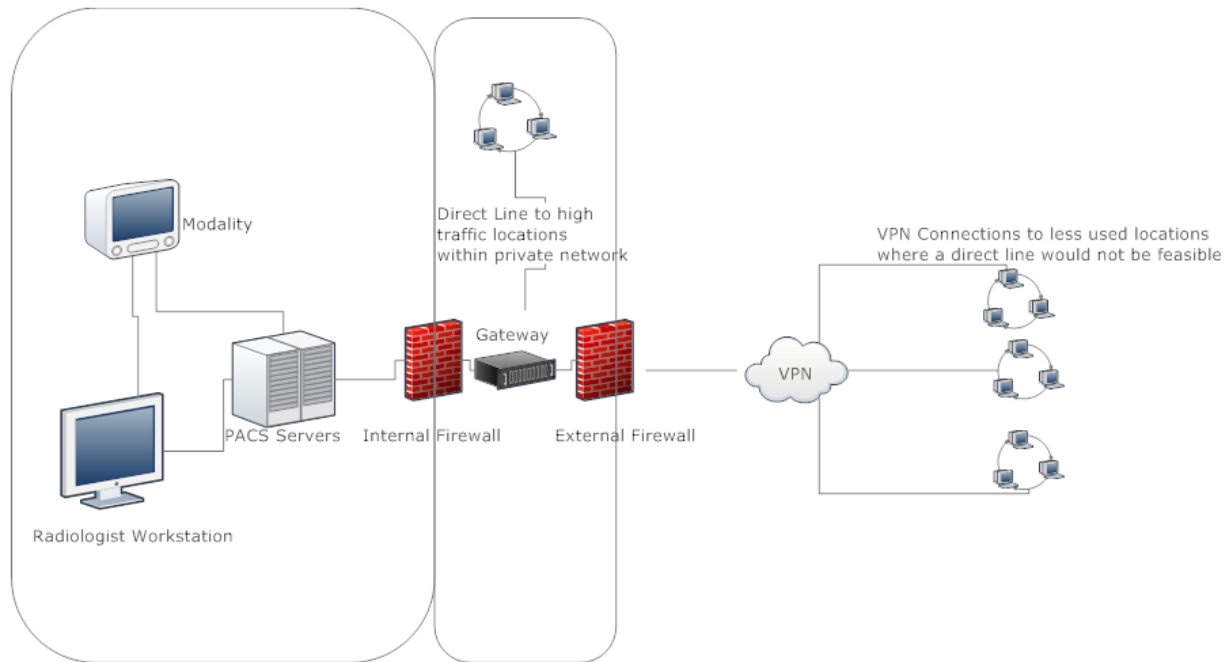 Direct Line to high
traffic locations
within private network
VPN Connections to less used locations
where a direct line would not be feasible
Modality
Gateway
VPN
PACS Servers
Internal Firewall
External Firewall
Radiologist Workstation